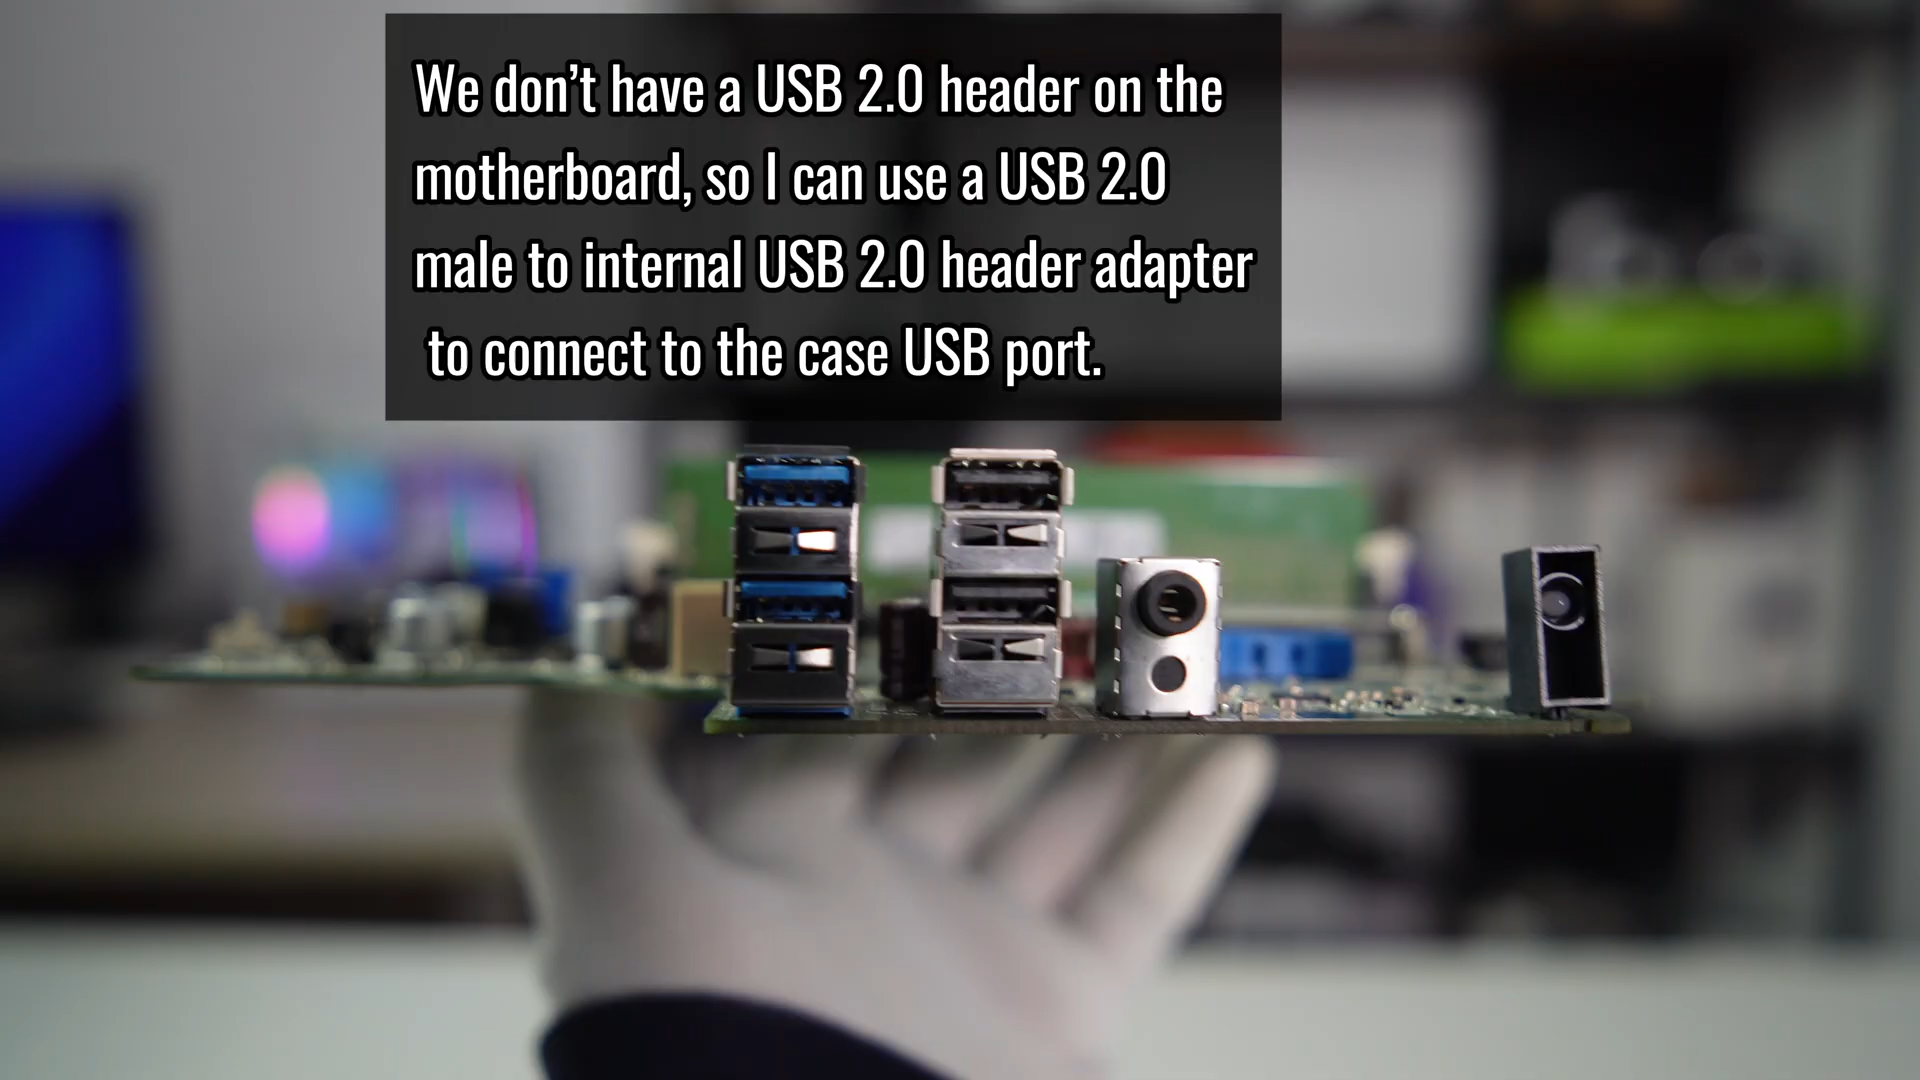 We don’t have a USB 2.0 header on the
motherboard, so I can use a USB 2.0
male to internal USB 2.0 header adapter
to connect to the case USB port.